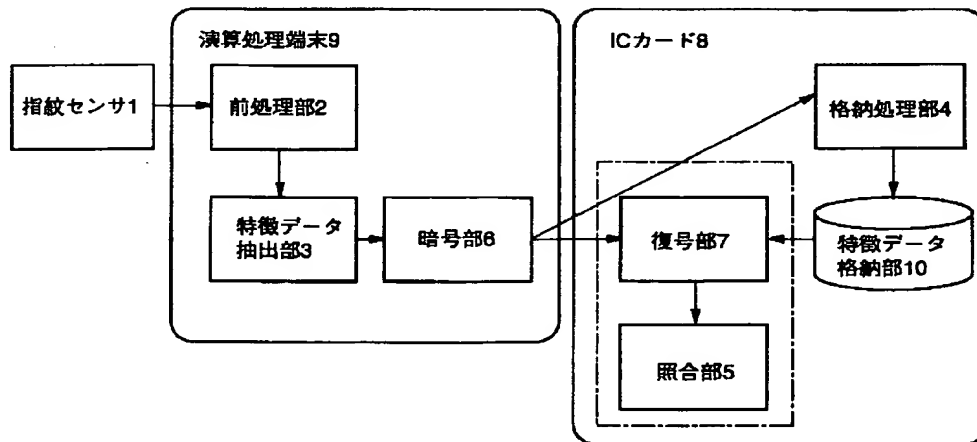 演算処理端末9
ICカード8
指紋センサ1
前処理部2
格納処理部4
特徴データ
抽出部3
暗号部6
復号部7
特徴データ
格納部10
照合部5